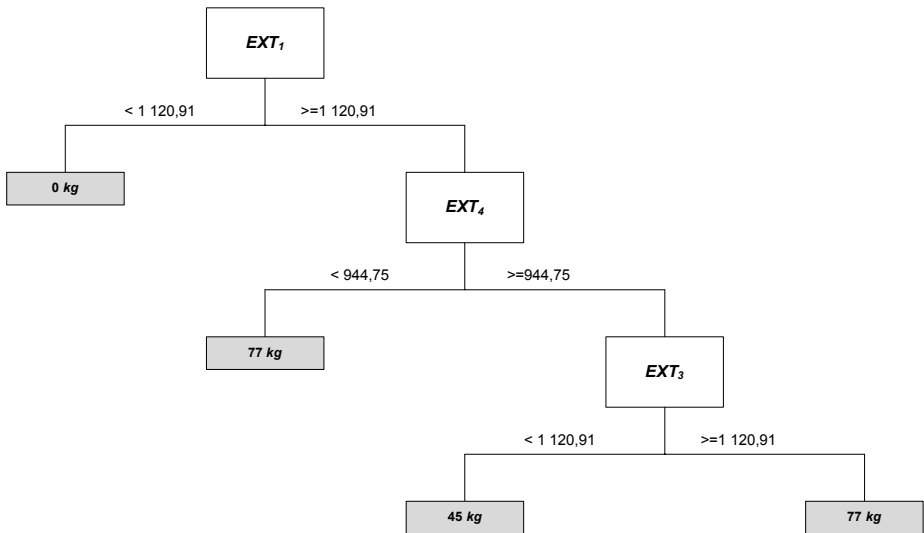 EXT₁
< 1 120,91
>=1 120,91
0 kg
EXT₄
< 944,75
>=944,75
77 kg
EXT₃
< 1 120,91
>=1 120,91
45 kg
77 kg